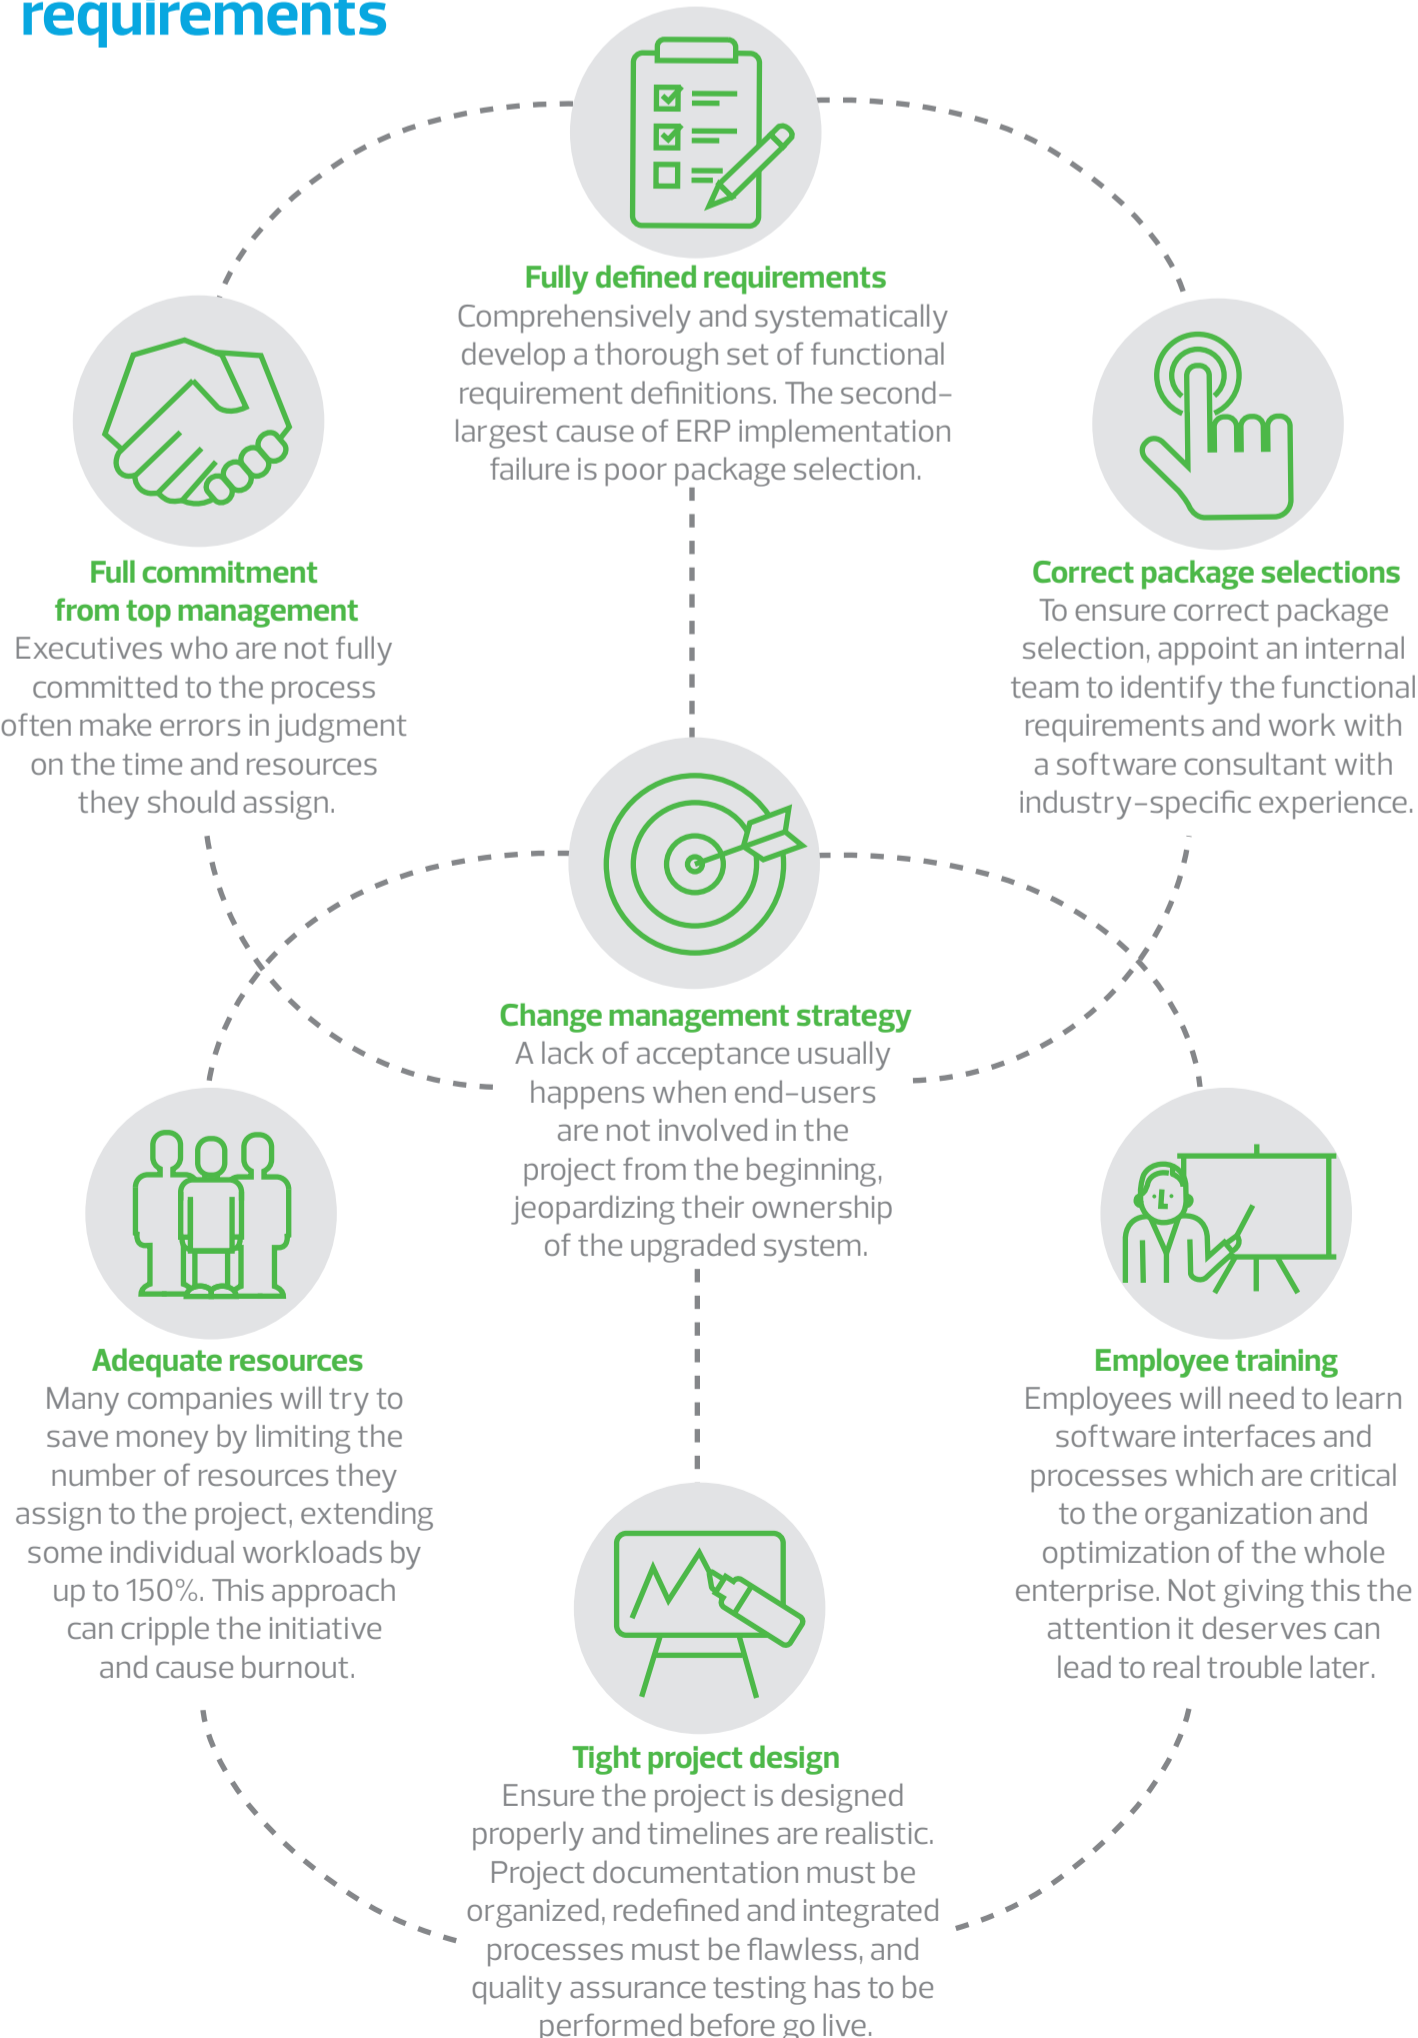 requirements
Fully defined requirements
Comprehensively and systematically
develop a thorough set of functional
requirement definitions. The second-
largest cause of ERP implementation
failure is poor package selection.
Full commitment
from top management
Executives who are not fully
committed to the process
often make errors in judgment
on the time and resources
they should assign.
Correct package selections
To ensure correct package
selection, appoint an internal
team to identify the functional
requirements and work with
a software consultant with
industry-specific experience.
Change management strategy
A lack of acceptance usually
happens when end-users
are not involved in the
project from the beginning,
jeopardizing their ownership
of the upgraded system.
Adequate resources
Many companies will try to
save money by limiting the
number of resources they
assign to the project, extending
some individual workloads by
up to 150%. This approach
can cripple the initiative
and cause burnout.
Employee training
Employees will need to learn
software interfaces and
processes which are critical
to the organization and
optimization of the whole
enterprise. Not giving this the
attention it deserves can
lead to real trouble later.
Tight project design
Ensure the project is designed
properly and timelines are realistic.
Project documentation must be
organized, redefined and integrated
processes must be flawless, and
quality assurance testing has to be
performed before go live.